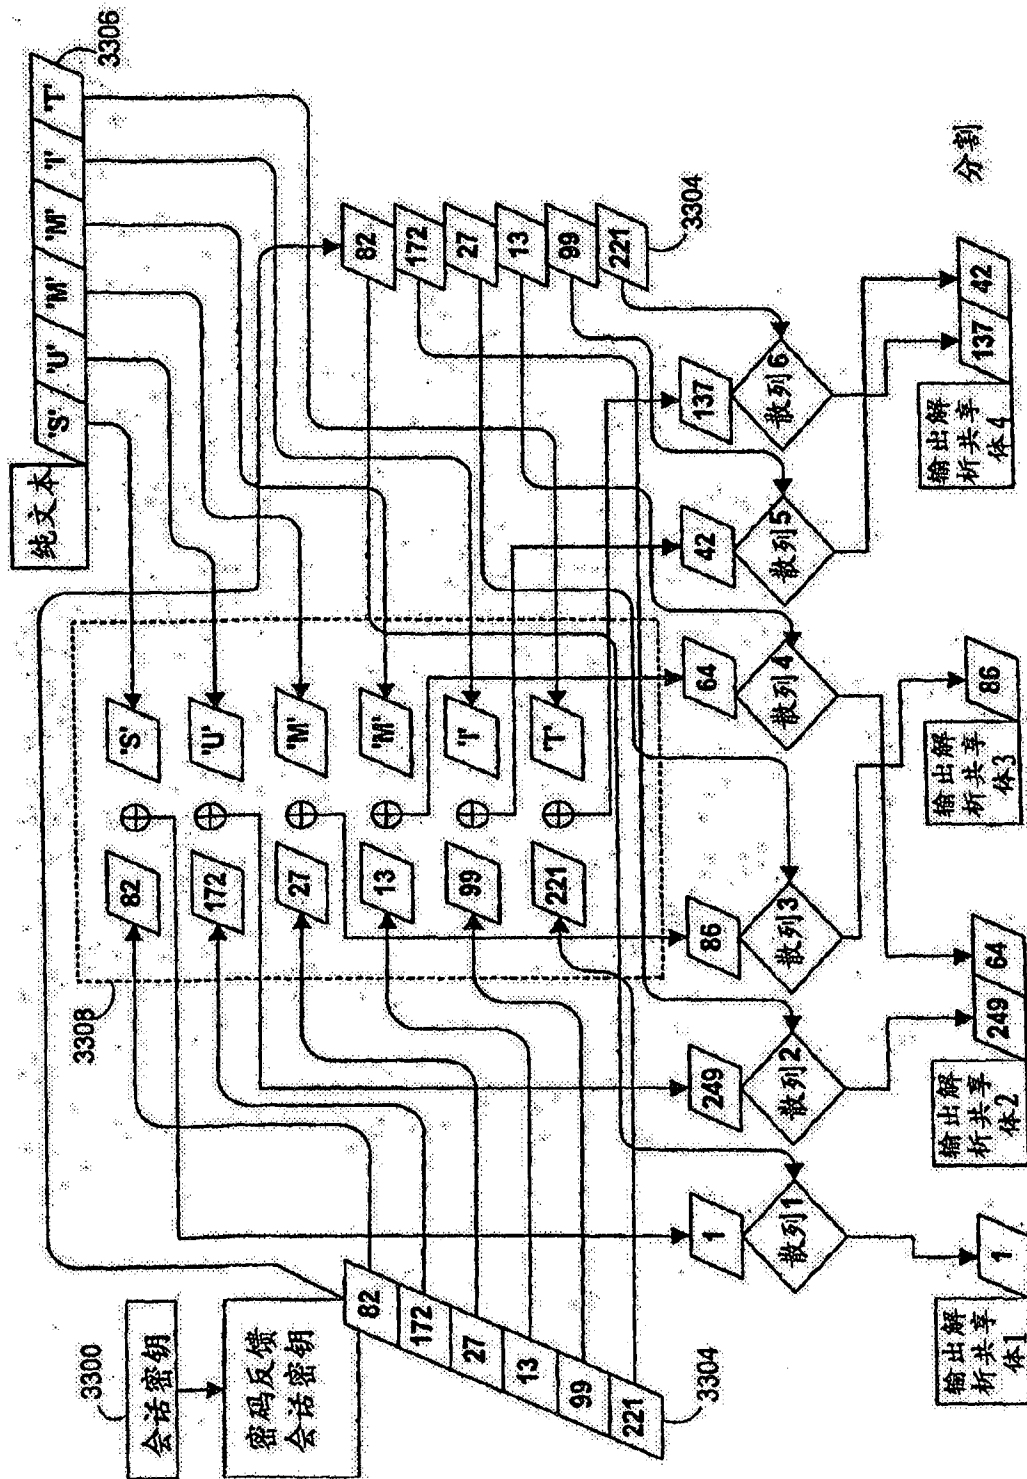 3300
会话密钥
密码反馈
会话密钥
82
172
27
13
99
221
3304
3308
82
172
27
13
99
221
'S'
'U'
'M'
'M'
'I'
'T'
纯文本
'S' 'U' 'M' 'M' 'I' 'T'
3306
82
172
27
13
99
221
3304
1
249
86
64
42
137
散列1
散列2
散列3
散列4
散列5
散列6
输出解
析共享
体1
1
输出解
析共享
体2
249 64
输出解
析共享
体3
86
输出解
析共享
体4
137 42
分割